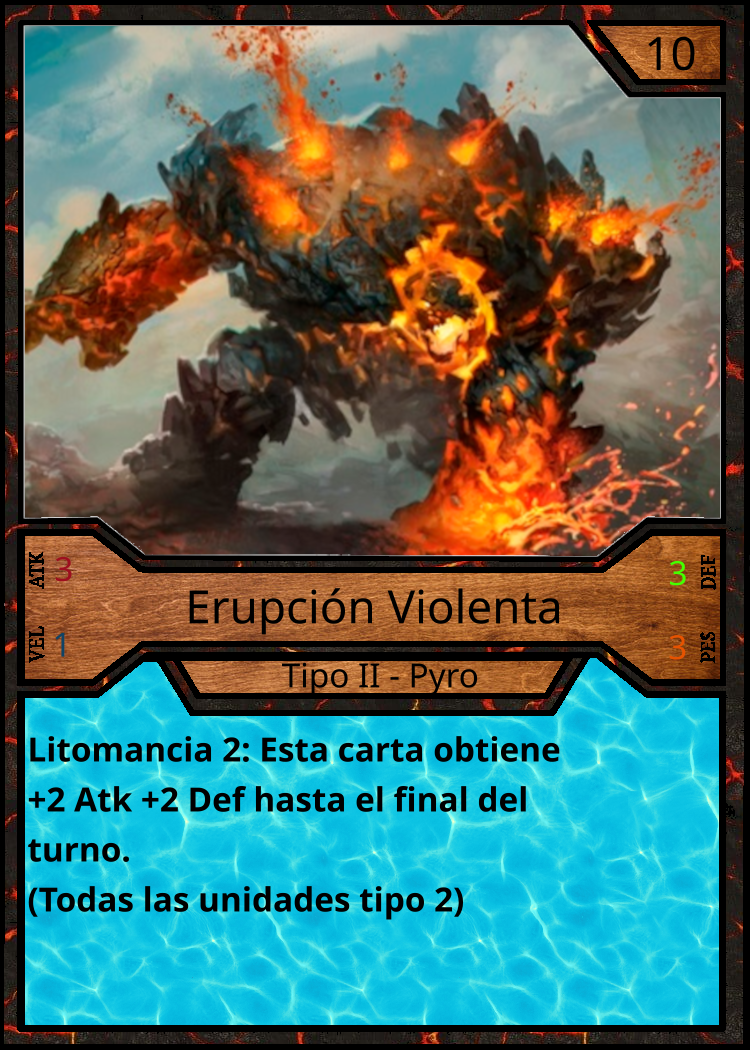 10
ATK 3
3 DEF
Erupción Violenta
VEL 1
3 PES
Tipo II - Pyro
Litomancia 2: Esta carta obtiene
+2 Atk +2 Def hasta el final del
turno.
(Todas las unidades tipo 2)